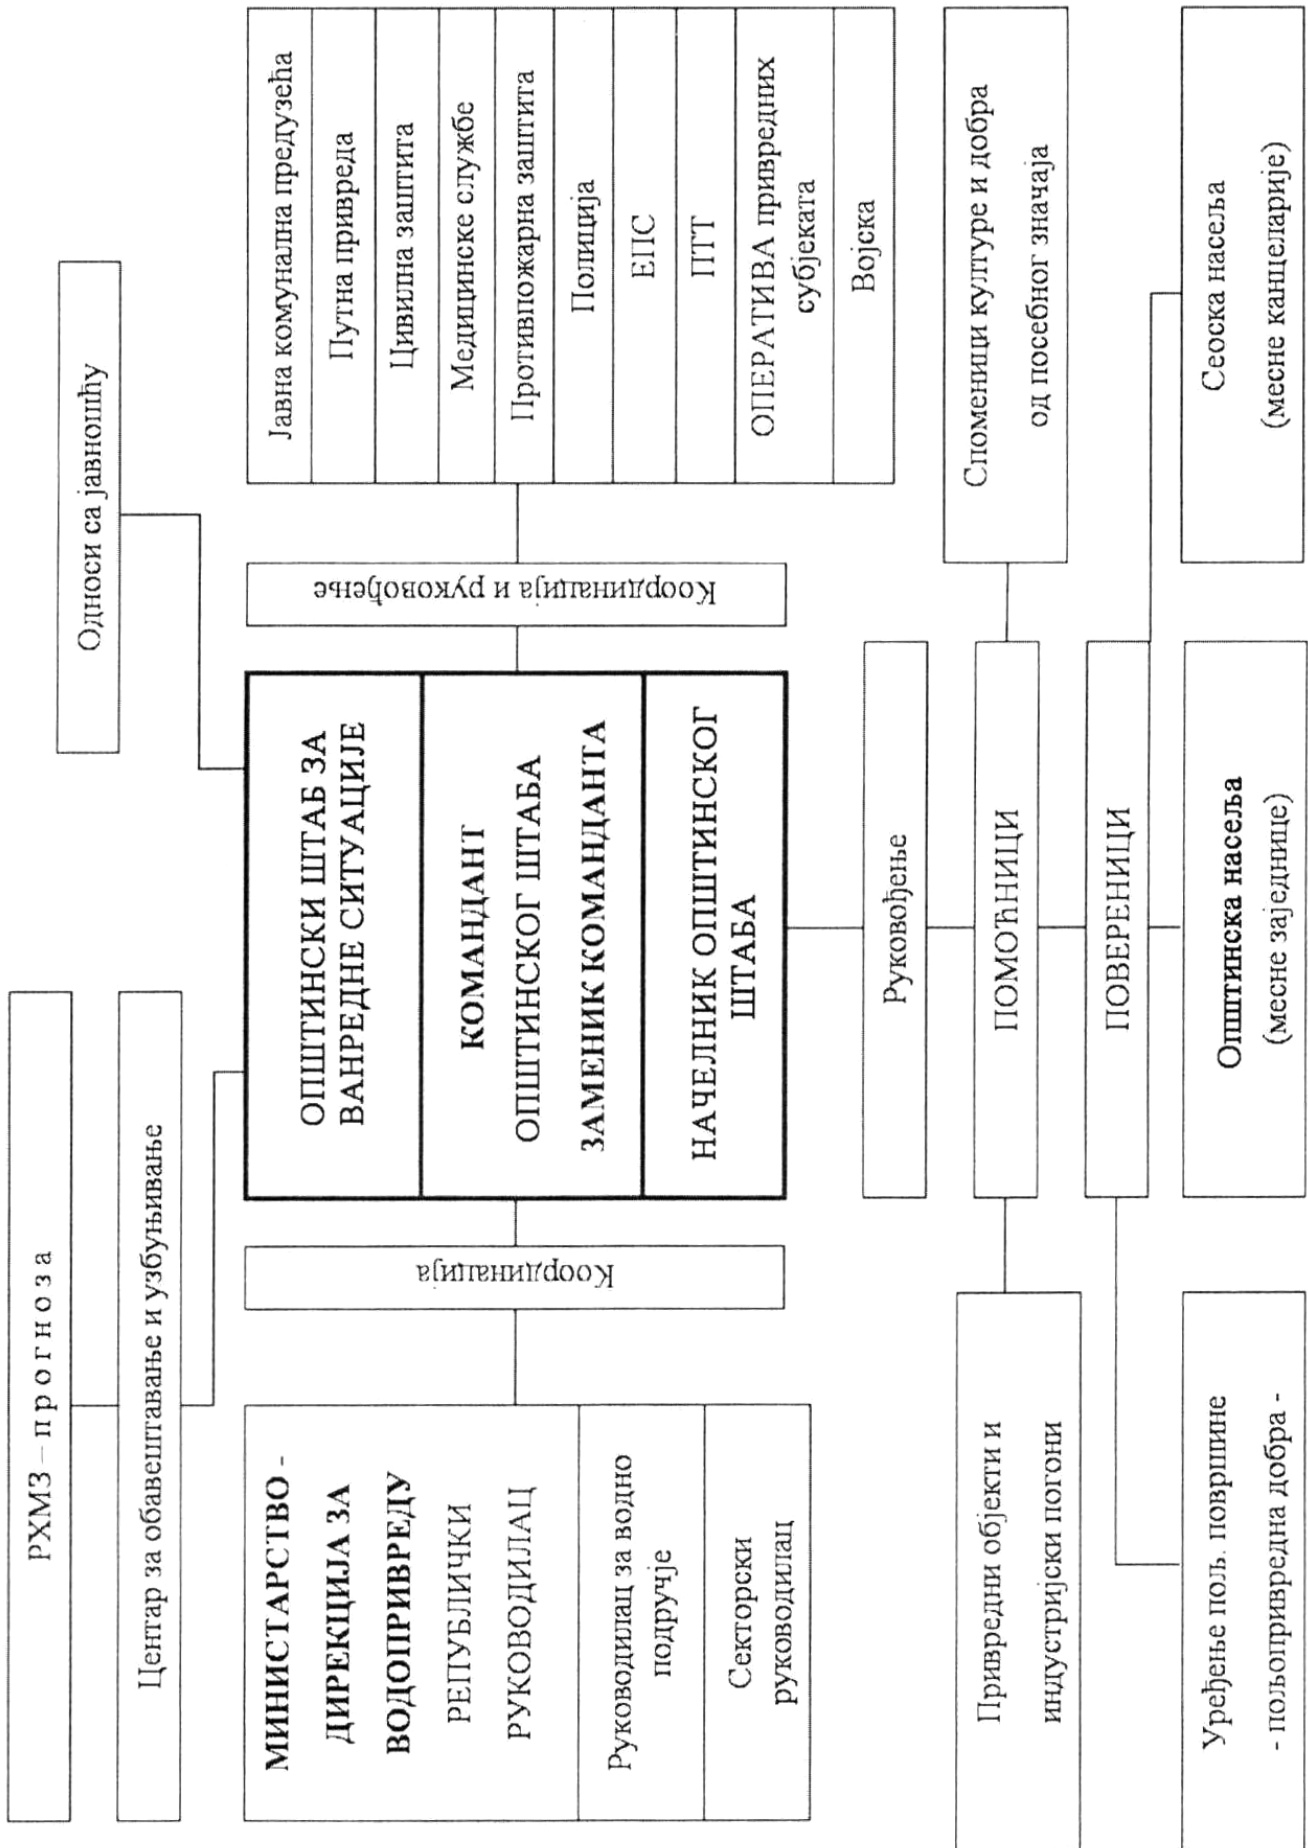 РХМЗ – прогноза
Центар за обавештавање и узбуњивање
Односи са јавношћу
МИНИСТАРСТВО -
ДИРЕКЦИЈА ЗА
ВОДОПРИВРЕДУ
РЕПУБЛИЧКИ
РУКОВОДИЛАЦ
Руководилац за водно
подручје
Секторски
руководилац
Координација
ОПШТИНСКИ ШТАБ ЗА
ВАНРЕДНЕ СИТУАЦИЈЕ
КОМАНДАНТ
ОПШТИНСКОГ ШТАБА
ЗАМЕНИК КОМАНДАНТА
НАЧЕЛНИК ОПШТИНСКОГ
ШТАБА
Координација и руковођење
Јавна комунална предузећа
Путна привреда
Цивилна заштита
Медицинске службе
Противпожарна заштита
Полиција
ЕПС
ПТТ
ОПЕРАТИВА привредних
субјеката
Војска
Руковођење
Привредни објекти и
индустријски погони
ПОМОЋНИЦИ
Споменици културе и добра
од посебног значаја
ПОВЕРЕНИЦИ
Уређење пољ. површине
- пољопривредна добра -
Општинска насеља
(месне заједнице)
Сеоска насеља
(месне канцеларије)